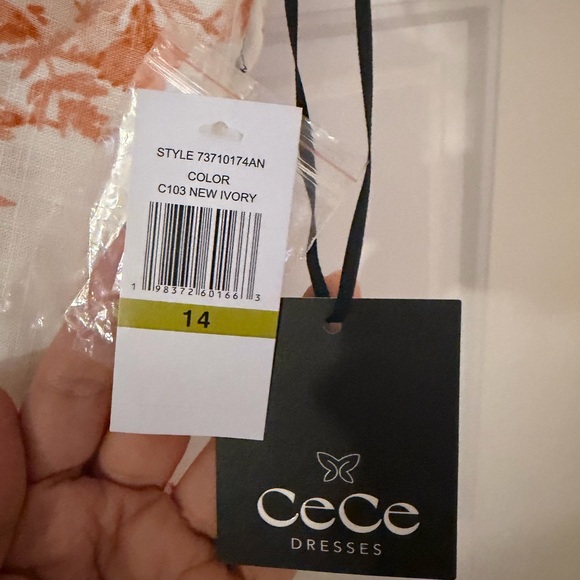 STYLE 73710174AN
COLOR
C103 NEW IVORY
1 98372 60166 3
14
CeCe
DRESSES